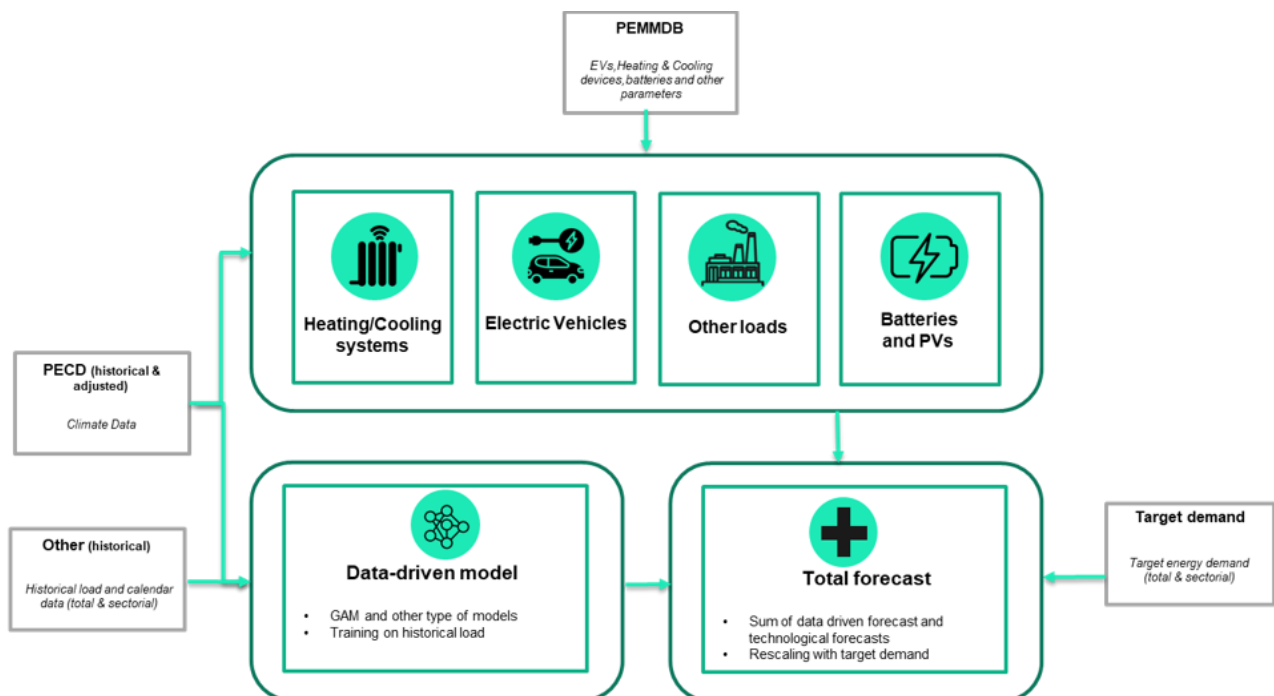 PEMMDB
EVs,Heating & Cooling
devices,batteries and other
parameters
Heating/Cooling
systems
Electric Vehicles
Other loads
Batteries
and PVs
PECD (historical &
adjusted)
Climate Data
Other (historical)
Historical load and calendar
data (total & sectorial)
Data-driven model
• GAM and other type of models
• Training on historical load
Total forecast
• Sum of data driven forecast and
technological forecasts
• Rescaling with target demand
Target demand
Target energy demand
(total & sectorial)